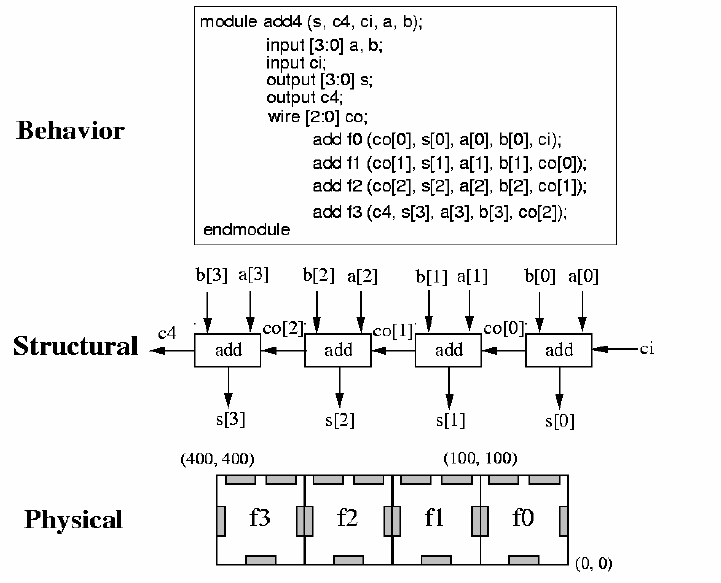 module add4 (s, c4, ci, a, b);
input [3:0] a, b;
input ci;
output [3:0] s;
output c4;
wire [2:0] co;
add f0 (co[0], s[0], a[0], b[0], ci);
add f1 (co[1], s[1], a[1], b[1], co[0]);
add f2 (co[2], s[2], a[2], b[2], co[1]);
add f3 (c4, s[3], a[3], b[3], co[2]);
endmodule
Behavior
b[3] a[3] b[2] a[2] b[1] a[1] b[0] a[0]
c4 co[2] co[1] co[0]
Structural add add add add ci
s[3] s[2] s[1] s[0]
(400, 400) (100, 100)
Physical f3 f2 f1 f0
(0, 0)